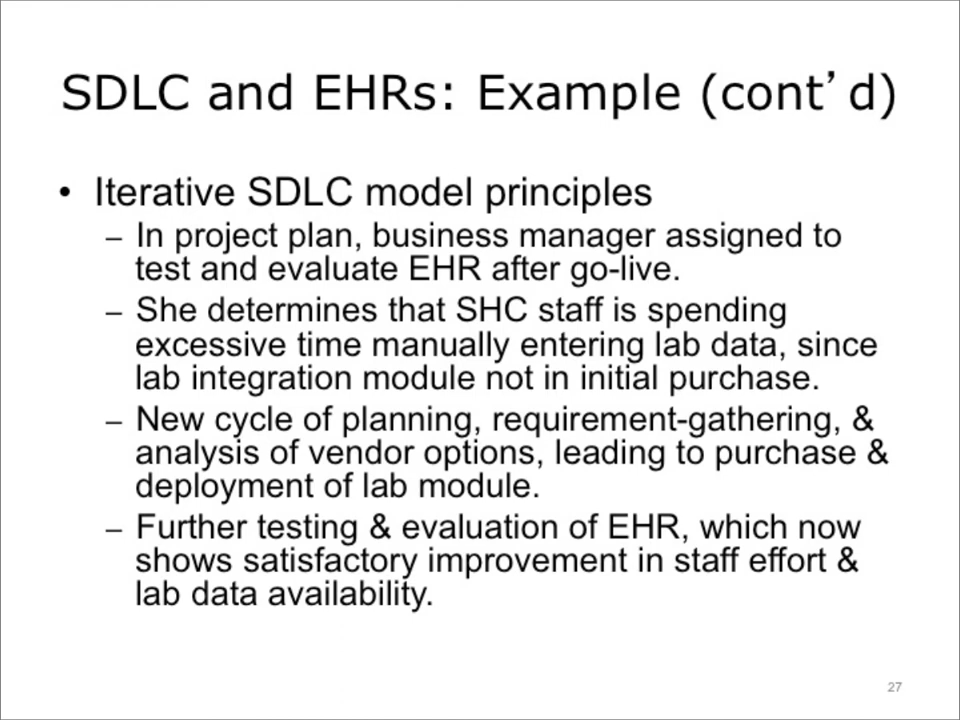 SDLC and EHRs: Example (cont’d)
• Iterative SDLC model principles
– In project plan, business manager assigned to
test and evaluate EHR after go-live.
– She determines that SHC staff is spending
excessive time manually entering lab data, since
lab integration module not in initial purchase.
– New cycle of planning, requirement-gathering, &
analysis of vendor options, leading to purchase &
deployment of lab module.
– Further testing & evaluation of EHR, which now
shows satisfactory improvement in staff effort &
lab data availability.
27